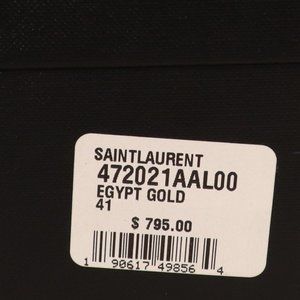 SAINTLAURENT
472021AAL00
EGYPT GOLD
41
$ 795.00
1 90617 49856 4